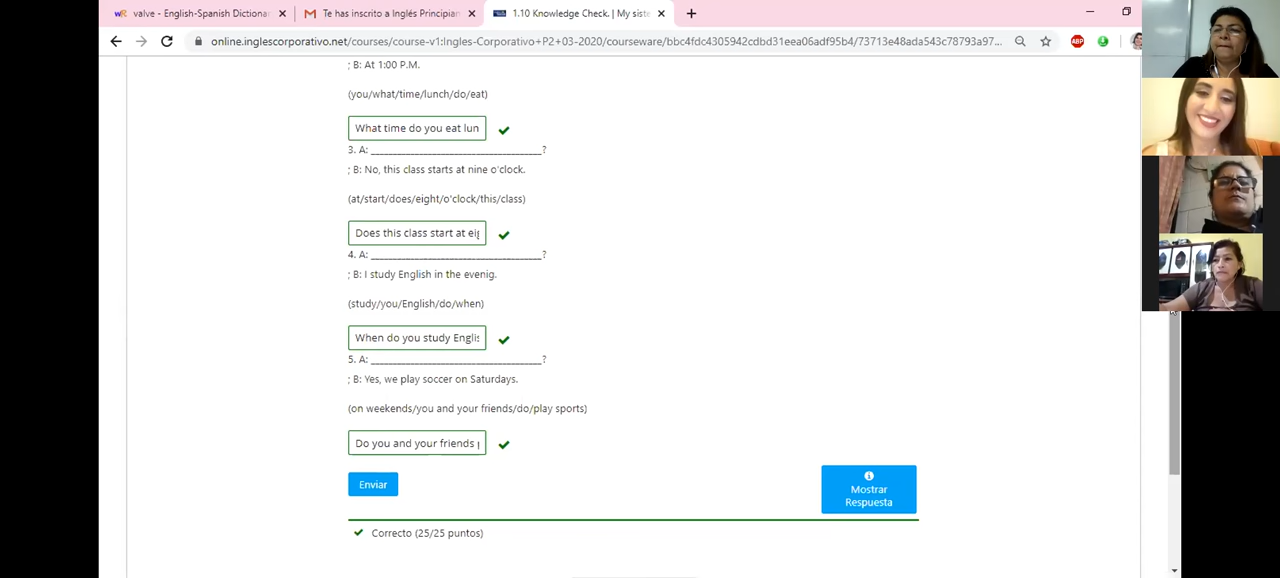 valve - English-Spanish Dictionar
Te has inscrito a Inglés Principian
1.10 Knowledge Check. | My siste
online.inglescorporativo.net/courses/course-v1:Ingles-Corporativo+P2+03-2020/courseware/bbc4fdc4305942cdbd31eea06adf95b4/73713e48ada543c78793a97...
; B: At 1:00 P.M.
(you/what/time/lunch/do/eat)
What time do you eat lun
3. A: ___________________________________?
; B: No, this class starts at nine o'clock.
(at/start/does/eight/o'clock/this/class)
Does this class start at eig
4. A: ___________________________________?
; B: I study English in the evenig.
(study/you/English/do/when)
When do you study Englis
5. A: ___________________________________?
; B: Yes, we play soccer on Saturdays.
(on weekends/you and your friends/do/play sports)
Do you and your friends p
Enviar
Mostrar
Respuesta
Correcto (25/25 puntos)